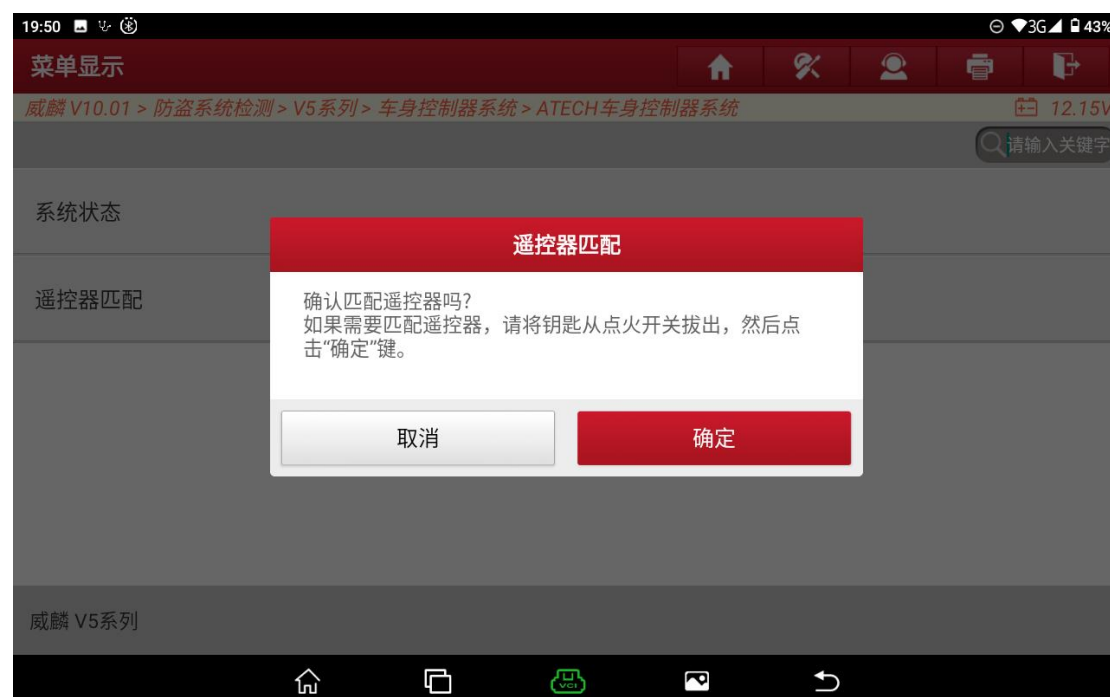 19:50
3G 43%
菜单显示
威麟 V10.01 > 防盗系统检测 > V5系列 > 车身控制器系统 > ATECH车身控制器系统
12.15V
请输入关键字
系统状态
遥控器匹配
遥控器匹配
确认匹配遥控器吗?
如果需要匹配遥控器，请将钥匙从点火开关拔出，然后点
击“确定”键。
取消
确定
威麟 V5系列
VCI